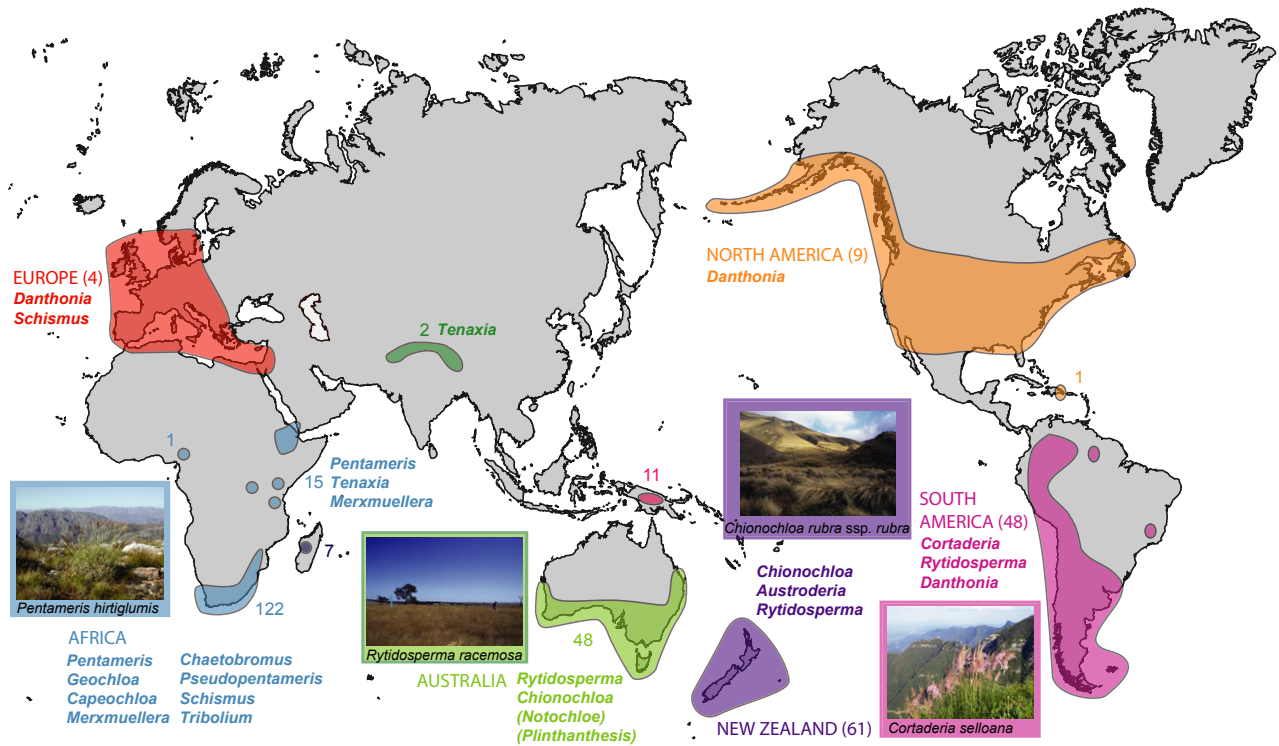 EUROPE (4)
Danthonia
Schismus
2 Tenaxia
NORTH AMERICA (9)
Danthonia
1
1
15
Pentameris
Tenaxia
Merxmuellera
7
122
Pentameris hirtiglumis
AFRICA
Pentameris
Geochloa
Capeochloa
Merxmuellera
Chaetobromus
Pseudopentameris
Schismus
Tribolium
11
Rytidosperma racemosa
48
AUSTRALIA
Rytidosperma
Chionochloa
(Notochloe)
(Plinthanthesis)
Chionochloa rubra ssp. rubra
Chionochloa
Austroderia
Rytidosperma
NEW ZEALAND (61)
SOUTH
AMERICA (48)
Cortaderia
Rytidosperma
Danthonia
Cortaderia selloana